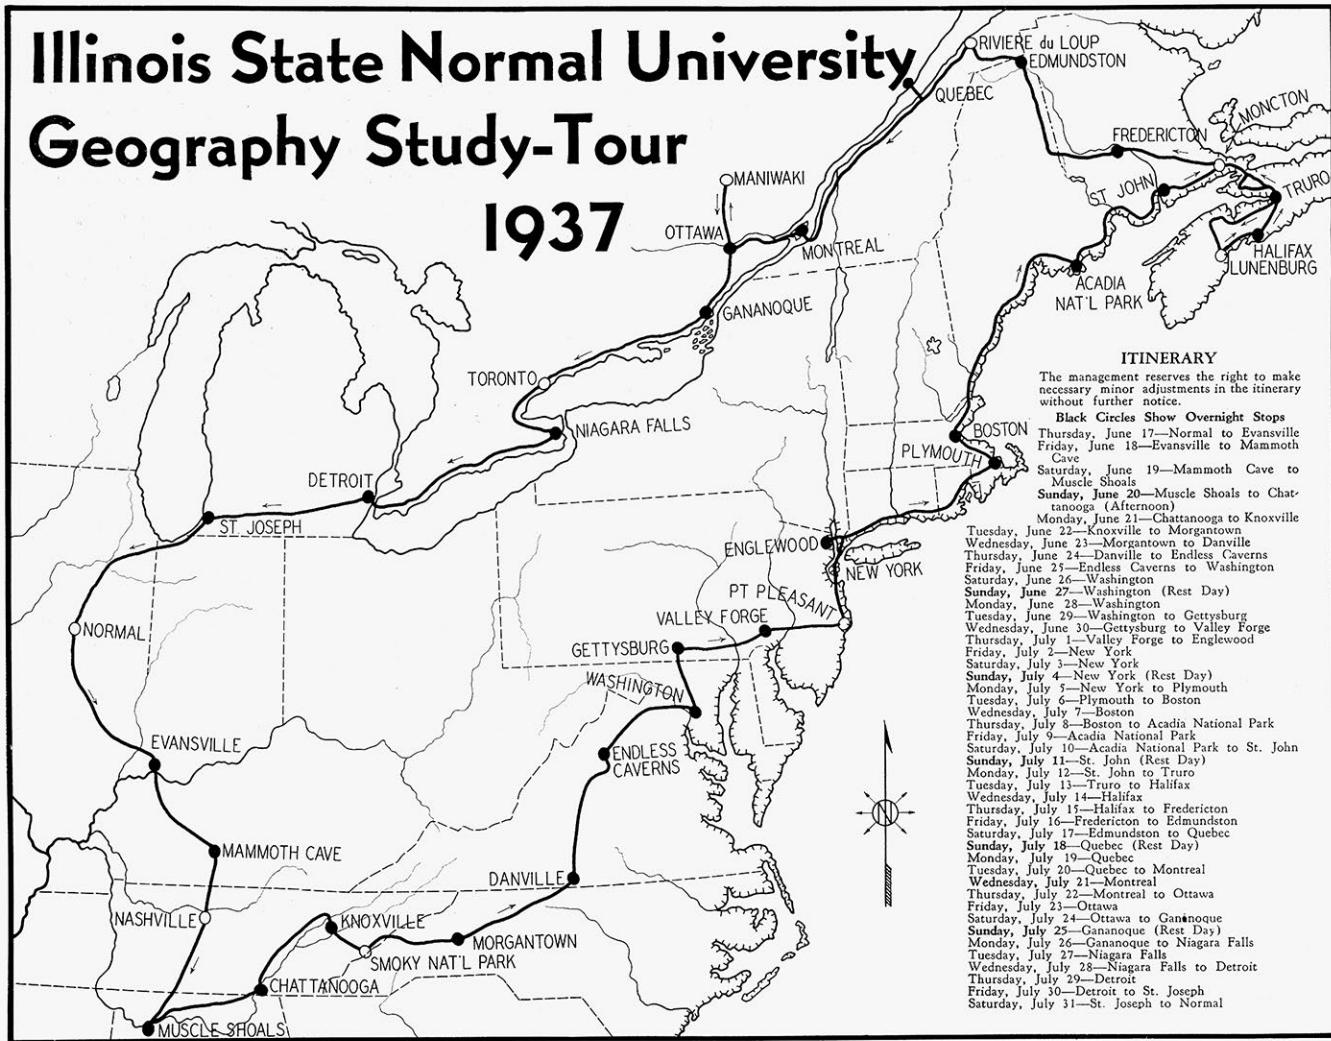 Illinois State Normal University
Geography Study-Tour
1937
RIVIERE du LOUP
EDMUNDSTON
QUEBEC
MONCTON
FREDERICTON
MANIWAKI
ST JOHN
TRURO
OTTAWA
MONTREAL
HALIFAX
LUNENBURG
ACADIA
NAT'L PARK
GANANOQUE
TORONTO
NIAGARA FALLS
BOSTON
PLYMOUTH
DETROIT
ST. JOSEPH
ENGLEWOOD
NEW YORK
PT PLEASANT
VALLEY FORGE
NORMAL
GETTYSBURG
WASHINGTON
EVANSVILLE
ENDLESS
CAVERNS
N
MAMMOTH CAVE
DANVILLE
NASHVILLE
KNOXVILLE
MORGANTOWN
SMOKY NAT'L PARK
CHATTANOOGA
MUSCLE SHOALS
ITINERARY
The management reserves the right to make
necessary minor adjustments in the itinerary
without further notice.
Black Circles Show Overnight Stops
Thursday, June 17—Normal to Evansville
Friday, June 18—Evansville to Mammoth
Cave
Saturday, June 19—Mammoth Cave to
Muscle Shoals
Sunday, June 20—Muscle Shoals to Chat-
tanooga (Afternoon)
Monday, June 21—Chattanooga to Knoxville
Tuesday, June 22—Knoxville to Morgantown
Wednesday, June 23—Morgantown to Danville
Thursday, June 24—Danville to Endless Caverns
Friday, June 25—Endless Caverns to Washington
Saturday, June 26—Washington
Sunday, June 27—Washington (Rest Day)
Monday, June 28—Washington
Tuesday, June 29—Washington to Gettysburg
Wednesday, June 30—Gettysburg to Valley Forge
Thursday, July 1—Valley Forge to Englewood
Friday, July 2—New York
Saturday, July 3—New York
Sunday, July 4—New York (Rest Day)
Monday, July 5—New York to Plymouth
Tuesday, July 6—Plymouth to Boston
Wednesday, July 7—Boston
Thursday, July 8—Boston to Acadia National Park
Friday, July 9—Acadia National Park
Saturday, July 10—Acadia National Park to St. John
Sunday, July 11—St. John (Rest Day)
Monday, July 12—St. John to Truro
Tuesday, July 13—Truro to Halifax
Wednesday, July 14—Halifax
Thursday, July 15—Halifax to Fredericton
Friday, July 16—Fredericton to Edmundston
Saturday, July 17—Edmundston to Quebec
Sunday, July 18—Quebec (Rest Day)
Monday, July 19—Quebec
Tuesday, July 20—Quebec to Montreal
Wednesday, July 21—Montreal
Thursday, July 22—Montreal to Ottawa
Friday, July 23—Ottawa
Saturday, July 24—Ottawa to Gananoque
Sunday, July 25—Gananoque (Rest Day)
Monday, July 26—Gananoque to Niagara Falls
Tuesday, July 27—Niagara Falls
Wednesday, July 28—Niagara Falls to Detroit
Thursday, July 29—Detroit
Friday, July 30—Detroit to St. Joseph
Saturday, July 31—St. Joseph to Normal